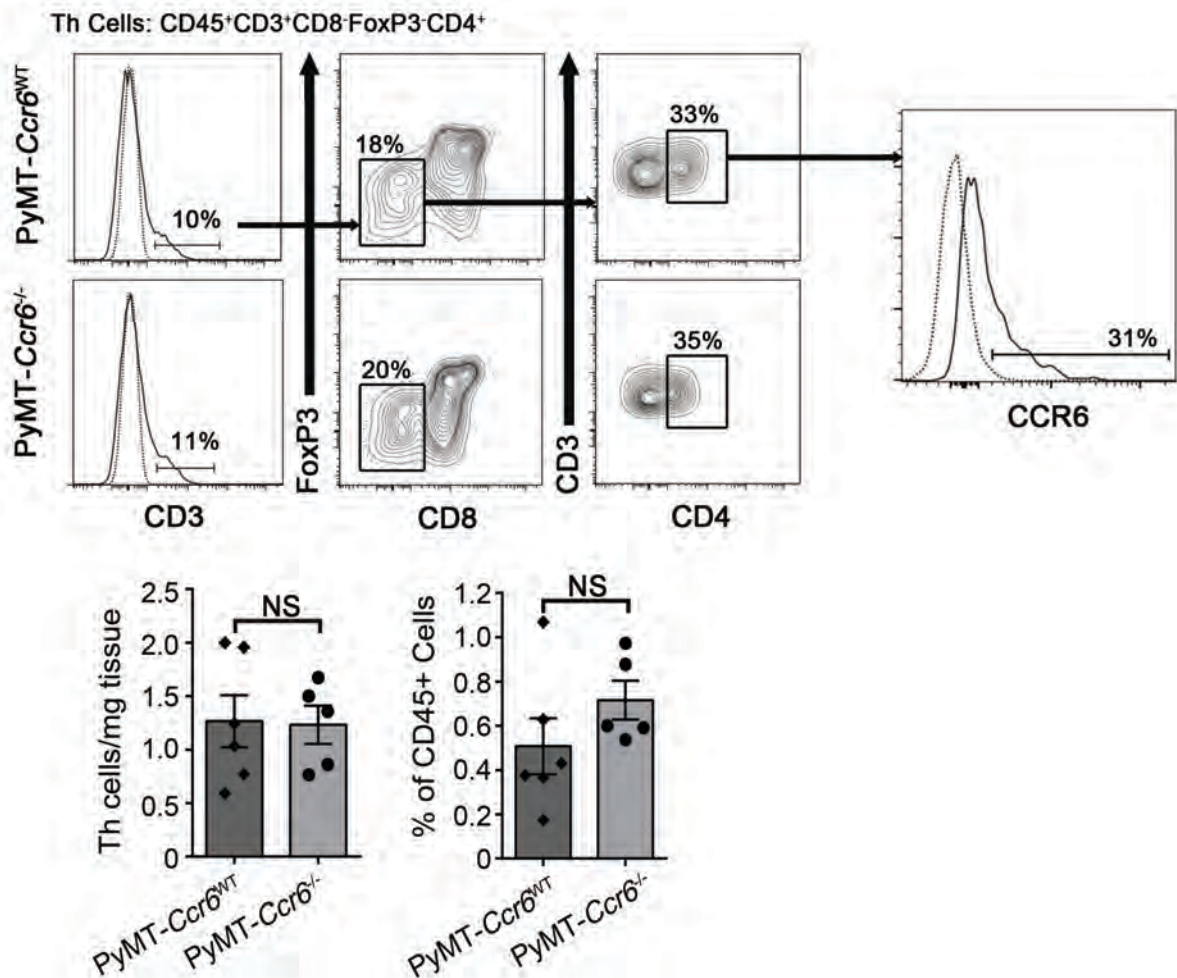 Th Cells: CD45⁺CD3⁺CD8⁻FoxP3⁻CD4⁺
PyMT-Ccr6ᵂᵀ
10%
18%
33%
31%
CCR6
PyMT-Ccr6⁻/⁻
11%
20%
35%
FoxP3
CD3
CD3
CD8
CD4
Th cells/mg tissue
2.5
2.0
1.5
1.0
0.5
0
NS
PyMT-Ccr6ᵂᵀ
PyMT-Ccr6⁻/⁻
% of CD45+ Cells
1.2
1.0
0.8
0.6
0.4
0.2
0
NS
PyMT-Ccr6ᵂᵀ
PyMT-Ccr6⁻/⁻